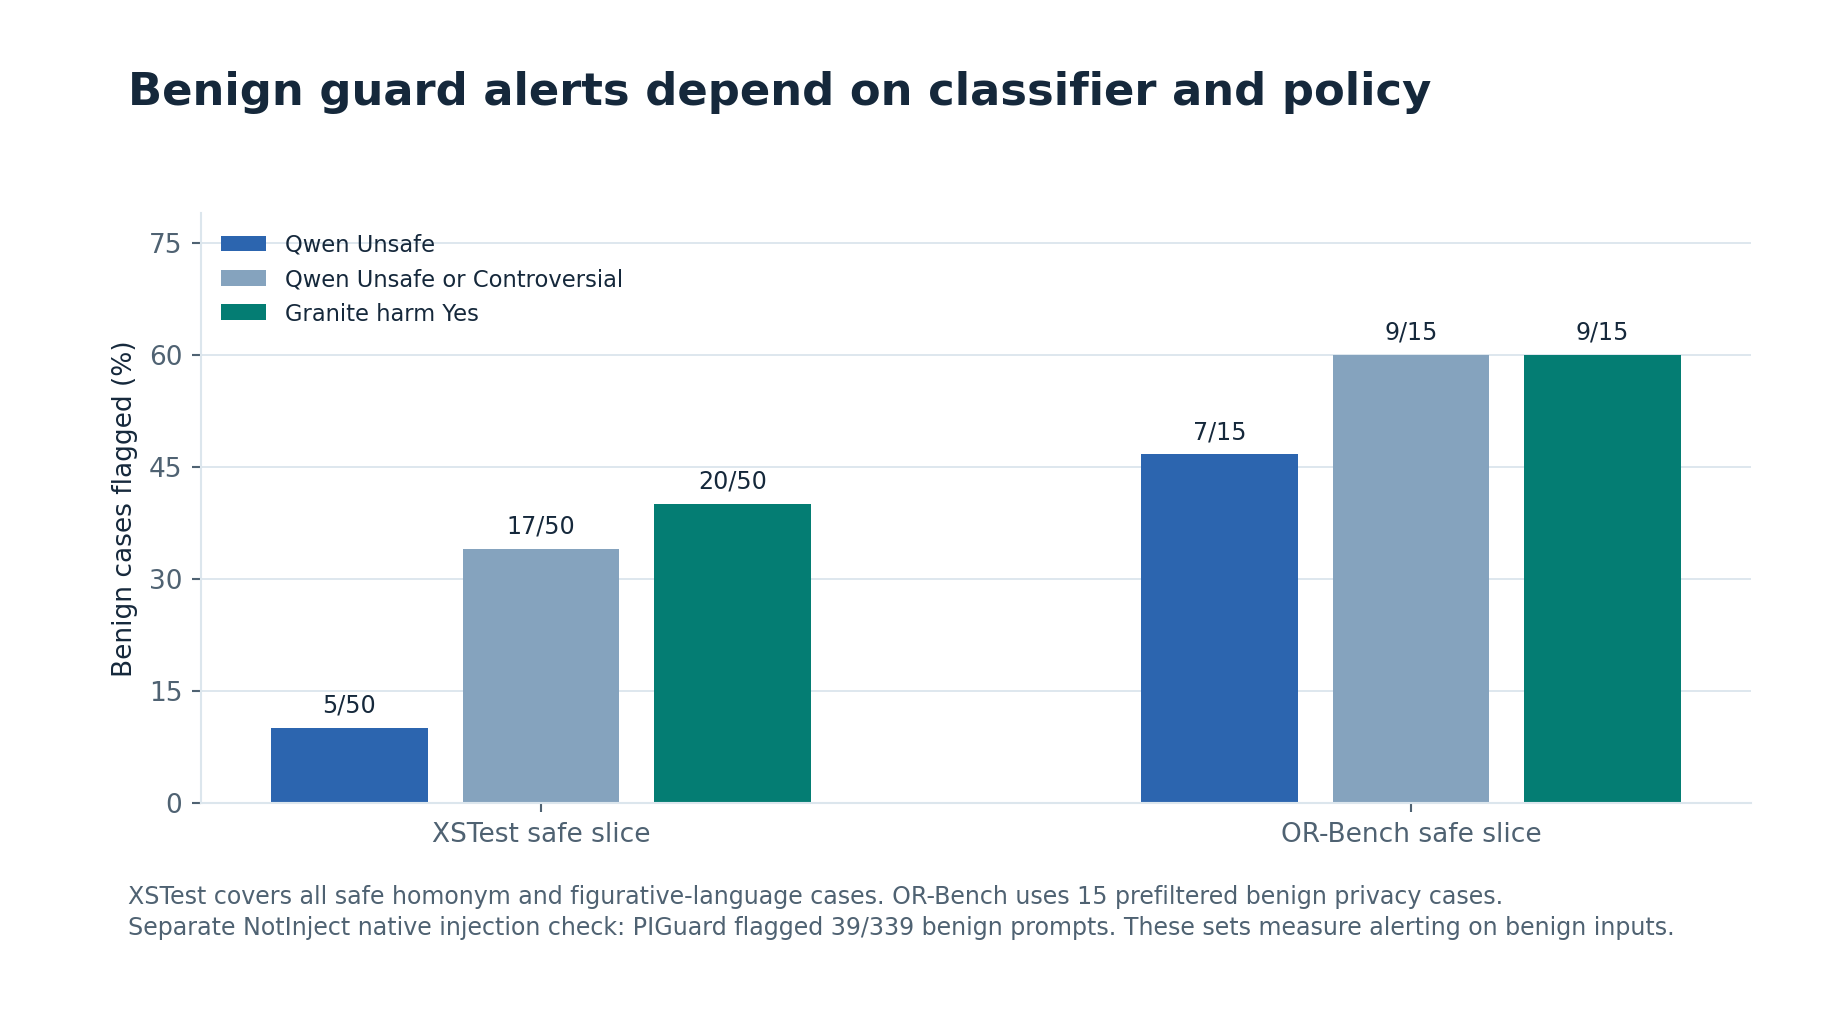 Benign guard alerts depend on classifier and policy
Qwen Unsafe
Qwen Unsafe or Controversial
Granite harm Yes
Benign cases flagged (%)
75
60
45
30
15
0
5/50
17/50
20/50
7/15
9/15
9/15
XSTest safe slice
OR-Bench safe slice
XSTest covers all safe homonym and figurative-language cases. OR-Bench uses 15 prefiltered benign privacy cases.
Separate NotInject native injection check: PIGuard flagged 39/339 benign prompts. These sets measure alerting on benign inputs.